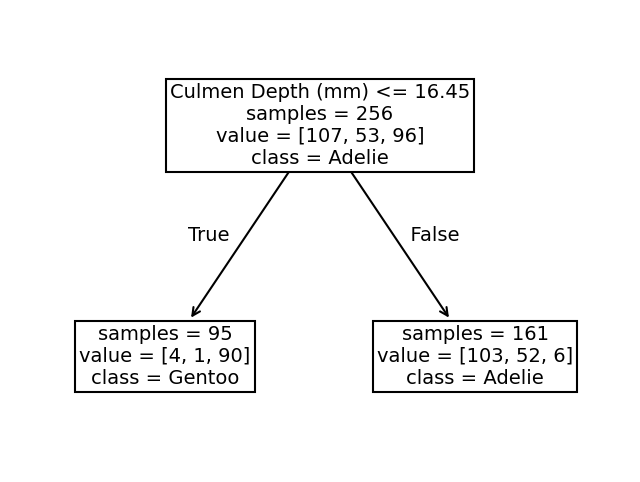 Culmen Depth (mm) <= 16.45
samples = 256
value = [107, 53, 96]
class = Adelie
True
False
samples = 95
value = [4, 1, 90]
class = Gentoo
samples = 161
value = [103, 52, 6]
class = Adelie